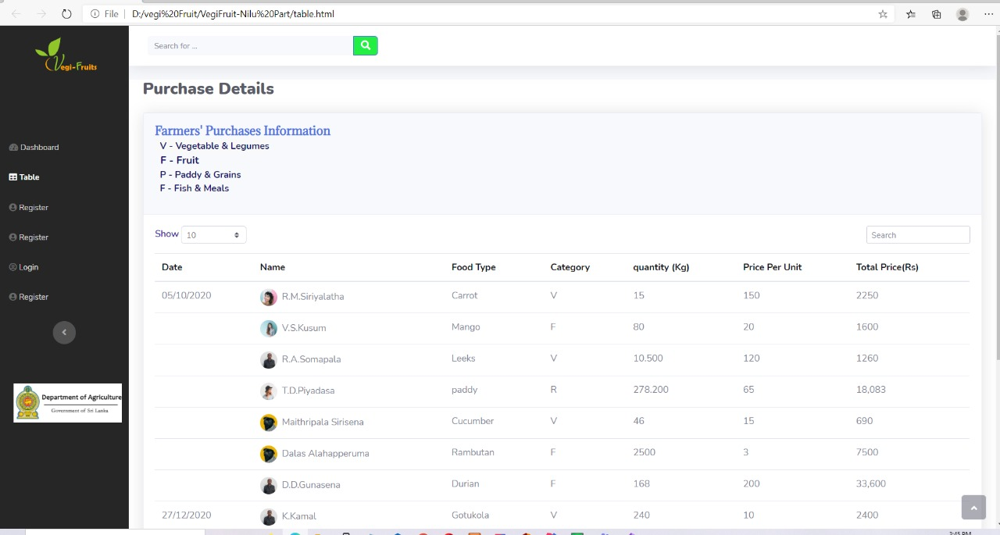 File
D:/vegi%20Fruit/VegiFruit-Nilu%20Part/table.html
Vegi-Fruits
Search for ...
Purchase Details
Farmers' Purchases Information
V - Vegetable & Legumes
F - Fruit
P - Paddy & Grains
F - Fish & Meals
Dashboard
Table
Register
Register
Login
Register
Department of Agriculture
Government of Sri Lanka
Show 10 Search
Date Name Food Type Category quantity (Kg) Price Per Unit Total Price(Rs)
05/10/2020 R.M.Siriyalatha Carrot V 15 150 2250
V.S.Kusum Mango F 80 20 1600
R.A.Somapala Leeks V 10.500 120 1260
T.D.Piyadasa paddy R 278.200 65 18,083
Maithripala Sirisena Cucumber V 46 15 690
Dalas Alahapperuma Rambutan F 2500 3 7500
D.D.Gunasena Durian F 168 200 33,600
27/12/2020 K.Kamal Gotukola V 240 10 2400
3:45 PM